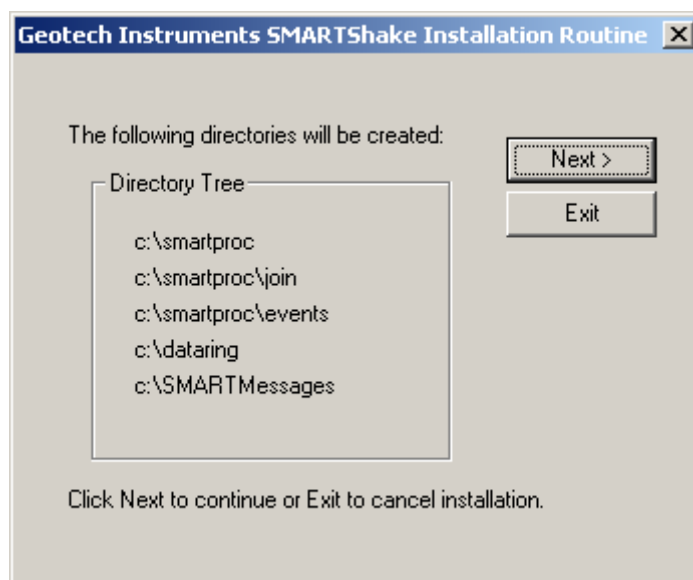 Geotech Instruments SMARTShake Installation Routine
The following directories will be created:
Directory Tree
c:\smartproc
c:\smartproc\join
c:\smartproc\events
c:\dataring
c:\SMARTMessages
Next >
Exit
Click Next to continue or Exit to cancel installation.